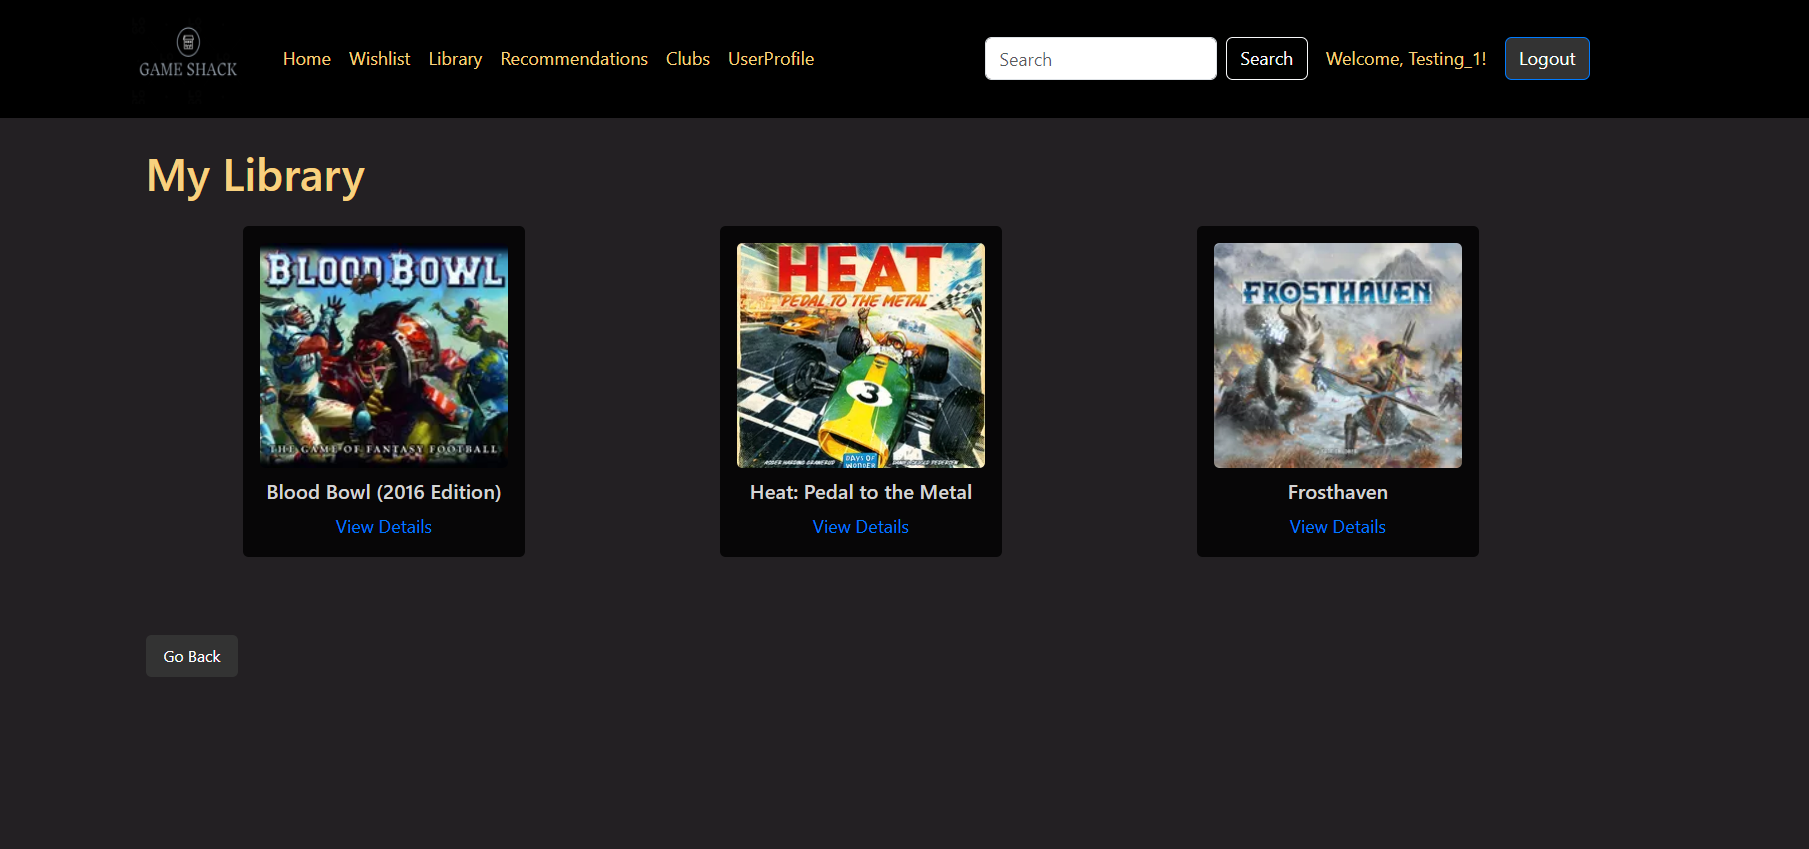 GAME SHACK
Home Wishlist Library Recommendations Clubs UserProfile
Search Search Welcome, Testing_1! Logout
My Library
BLOOD BOWL
THE GAME OF FANTASY FOOTBALL
Blood Bowl (2016 Edition)
View Details
HEAT
PEDAL TO THE METAL
3
DAYS OF
WONDER
Heat: Pedal to the Metal
View Details
FROSTHAVEN
Frosthaven
View Details
Go Back